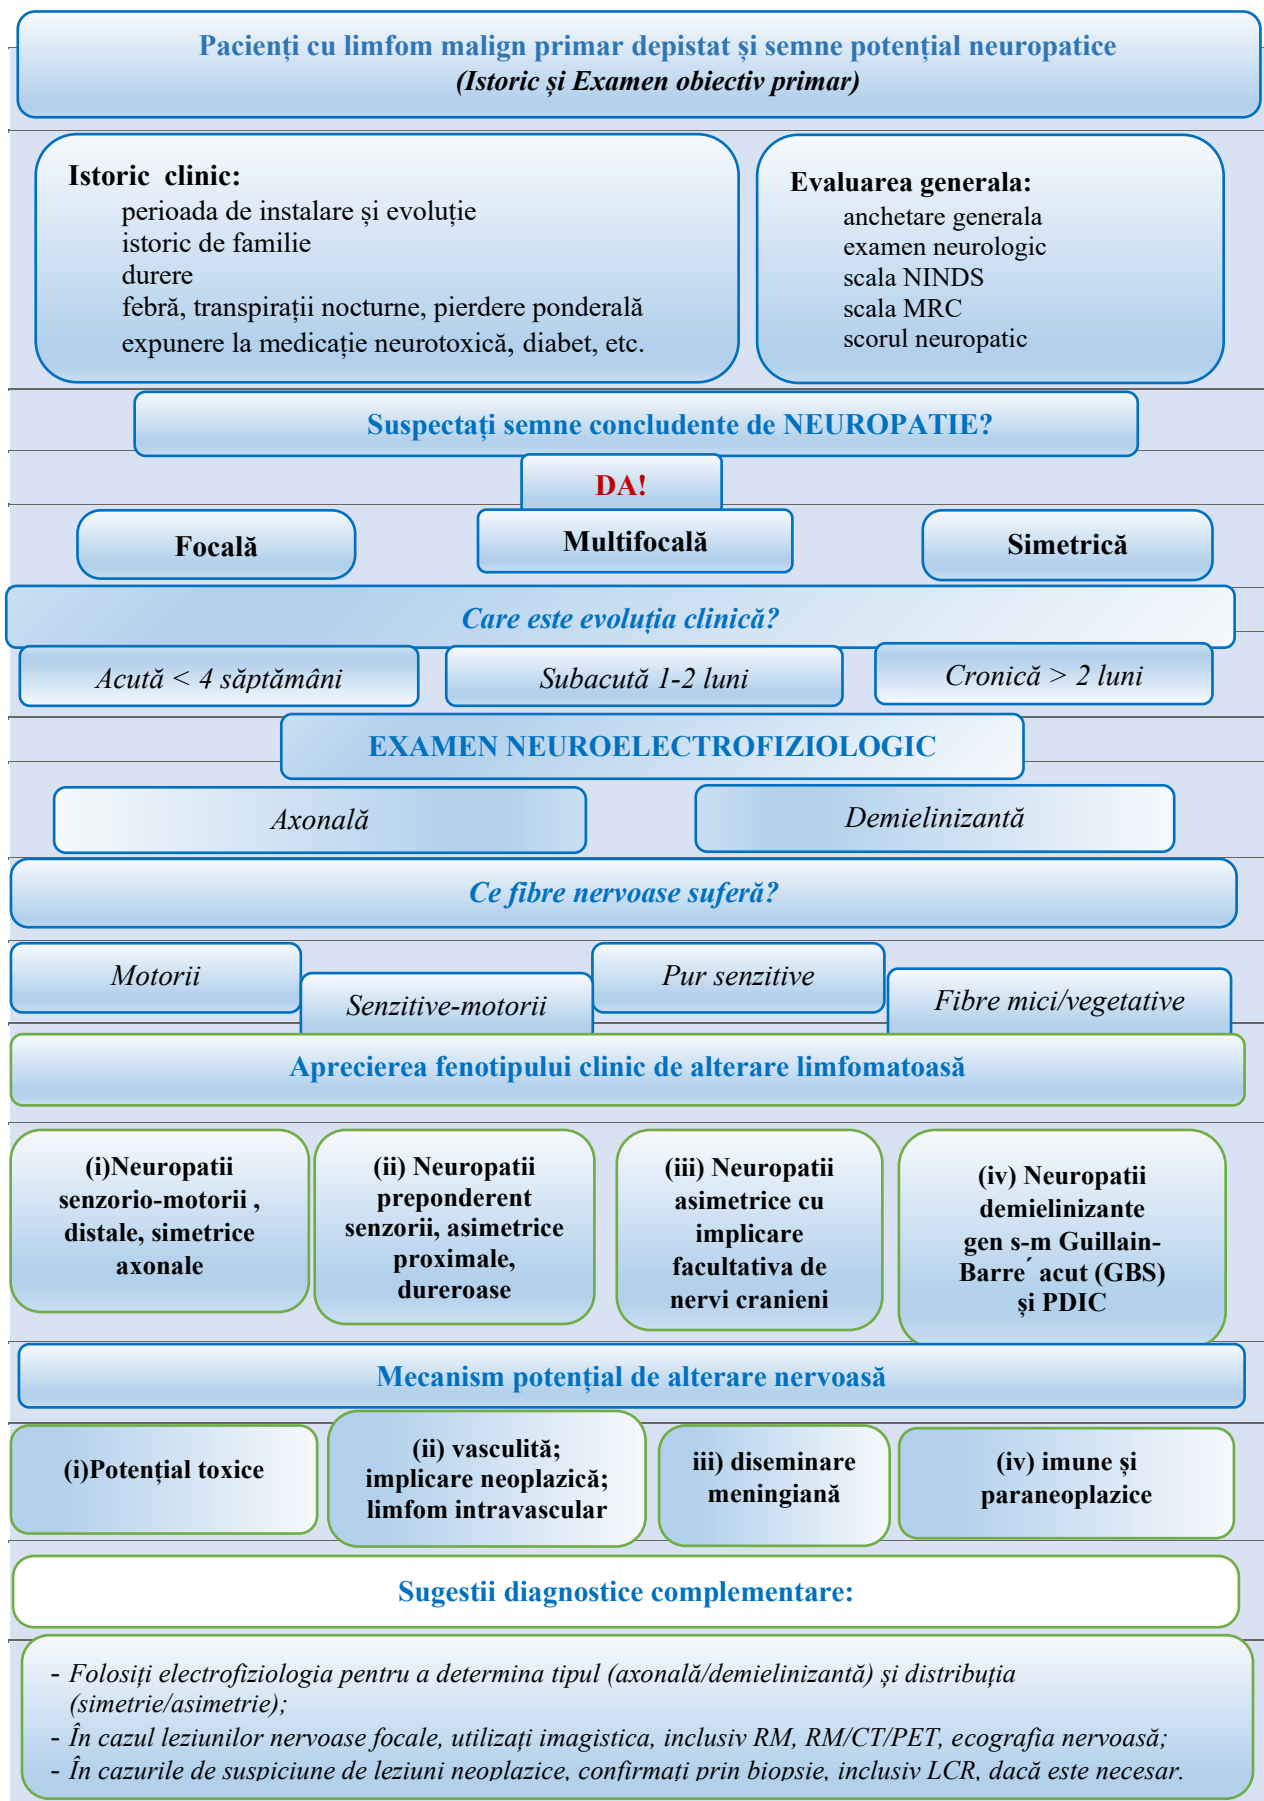 Pacienți cu limfom malign primar depistat și semne potențial neuropatice
(Istoric și Examen obiectiv primar)
Istoric clinic:
perioada de instalare și evoluție
istoric de familie
durere
febră, transpirații nocturne, pierdere ponderală
expunere la medicație neurotoxică, diabet, etc.
Evaluarea generala:
anchetare generala
examen neurologic
scala NINDS
scala MRC
scorul neuropatic
Suspectați semne concludente de NEUROPATIE?
DA!
Focală
Multifocală
Simetrică
Care este evoluția clinică?
Acută < 4 săptămâni
Subacută 1-2 luni
Cronică > 2 luni
EXAMEN NEUROELECTROFIZIOLOGIC
Axonală
Demielinizantă
Ce fibre nervoase suferă?
Motorii
Senzitive-motorii
Pur senzitive
Fibre mici/vegetative
Aprecierea fenotipului clinic de alterare limfomatoasă
(i)Neuropatii
senzorio-motorii ,
distale, simetrice
axonale
(ii) Neuropatii
preponderent
senzorii, asimetrice
proximale,
dureroase
(iii) Neuropatii
asimetrice cu
implicare
facultativa de
nervi cranieni
(iv) Neuropatii
demielinizante
gen s-m Guillain-
Barre´ acut (GBS)
și PDIC
Mecanism potențial de alterare nervoasă
(i)Potențial toxice
(ii) vasculită;
implicare neoplazică;
limfom intravascular
iii) diseminare
meningiană
(iv) imune și
paraneoplazice
Sugestii diagnostice complementare:
- Folosiți electrofiziologia pentru a determina tipul (axonală/demielinizantă) și distribuția
(simetrie/asimetrie);
- În cazul leziunilor nervoase focale, utilizați imagistica, inclusiv RM, RM/CT/PET, ecografia nervoasă;
- În cazurile de suspiciune de leziuni neoplazice, confirmați prin biopsie, inclusiv LCR, dacă este necesar.